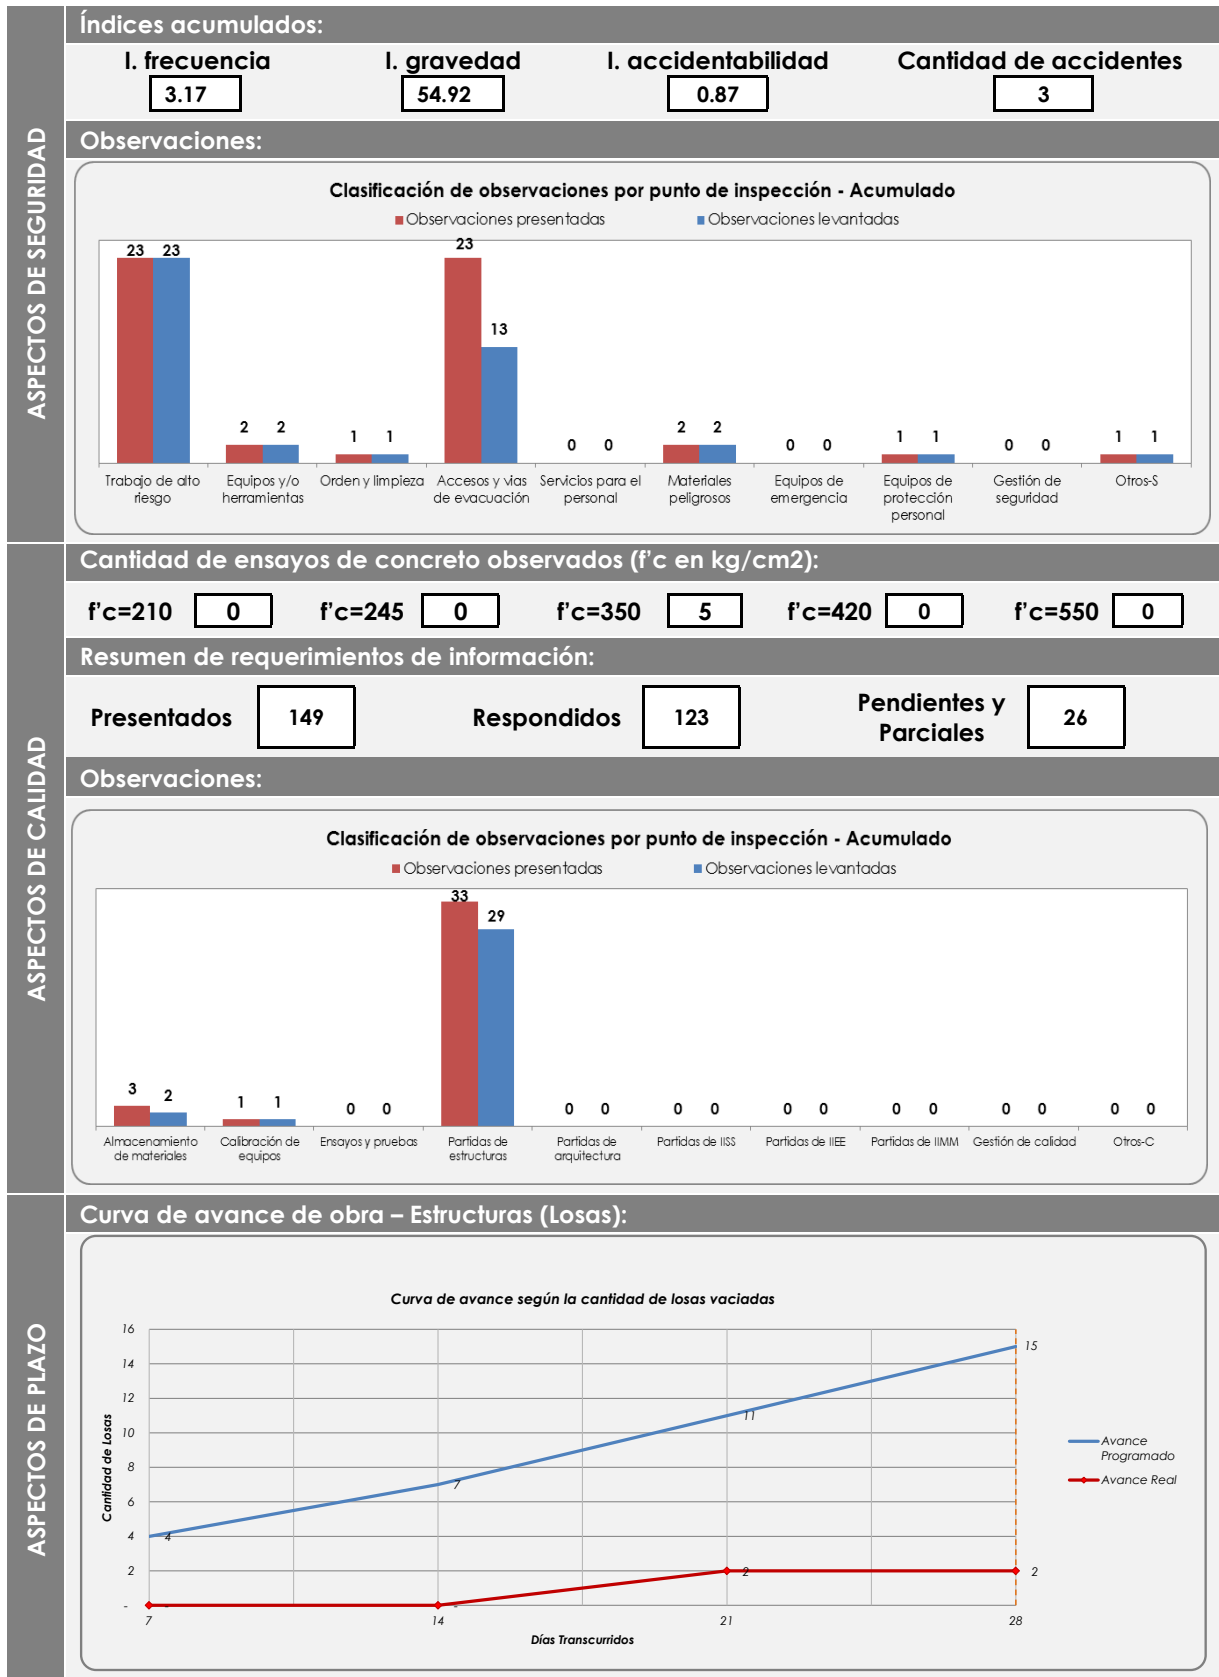 ASPECTOS DE SEGURIDAD
Índices acumulados:
I. frecuencia I. gravedad I. accidentabilidad Cantidad de accidentes
3.17 54.92 0.87 3
Observaciones:
Clasificación de observaciones por punto de inspección - Acumulado
Observaciones presentadas Observaciones levantadas
23 23 2 2 1 1 23 13 0 0 2 2 0 0 1 1 0 0 1 1
Trabajo de alto Equipos y/o Orden y limpieza Accesos y vias Servicios para el Materiales Equipos de Equipos de Gestión de Otros-S
riesgo herramientas de evacuación personal peligrosos emergencia protección seguridad
personal
ASPECTOS DE CALIDAD
Cantidad de ensayos de concreto observados (f'c en kg/cm2):
f'c=210 0 f'c=245 0 f'c=350 5 f'c=420 0 f'c=550 0
Resumen de requerimientos de información:
Presentados 149 Respondidos 123 Pendientes y
Parciales 26
Observaciones:
Clasificación de observaciones por punto de inspección - Acumulado
Observaciones presentadas Observaciones levantadas
3 2 1 1 0 0 33 29 0 0 0 0 0 0 0 0 0 0 0 0
Almacenamiento Calibración de Ensayos y pruebas Partidas de Partidas de Partidas de IISS Partidas de IIEE Partidas de IIMM Gestión de calidad Otros-C
de materiales equipos estructuras arquitectura
ASPECTOS DE PLAZO
Curva de avance de obra – Estructuras (Losas):
Curva de avance según la cantidad de losas vaciadas
Cantidad de Losas
16
14
12
10
8
6
4
2
-
4 7 11 15
- - 2 2
7 14 21 28
Días Transcurridos
Avance
Programado
Avance Real